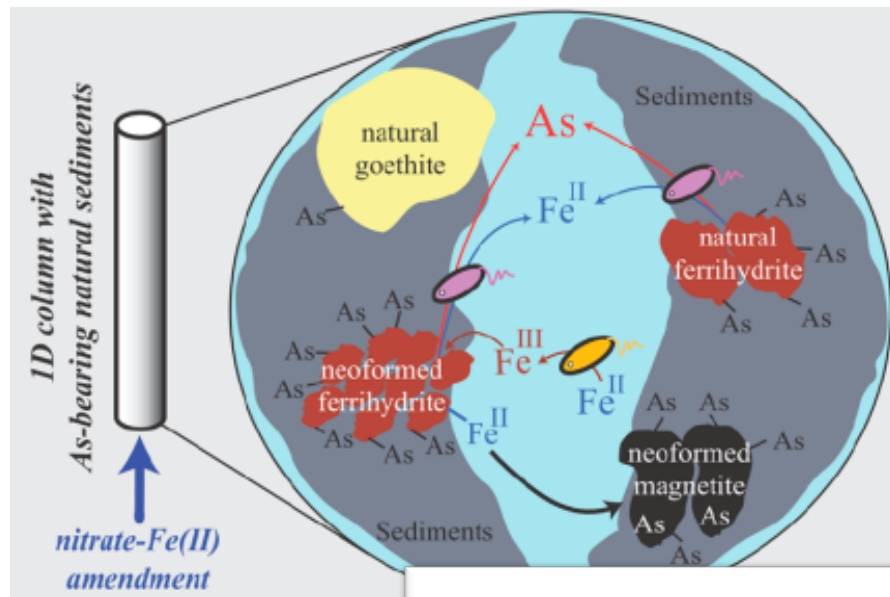 1D column with
As-bearing natural sediments
nitrate-Fe(II)
amendment
natural
goethite
As
As
Sediments
Fe II
natural
ferrihydrite
As
As
As
As
As
As
As
As
As
As
As
As
neoformed
ferrihydrite
Fe III
Fe II
Fe II
Sediments
As
As
As
neoformed
magnetite
As
As
As